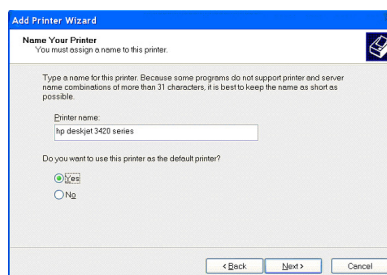 Add Printer Wizard
Name Your Printer
You must assign a name to this printer.
Type a name for this printer. Because some programs do not support printer and server
name combinations of more than 31 characters, it is best to keep the name as short as
possible.
Printer name:
hp deskjet 3420 series
Do you want to use this printer as the default printer?
Yes
No
< Back
Next >
Cancel